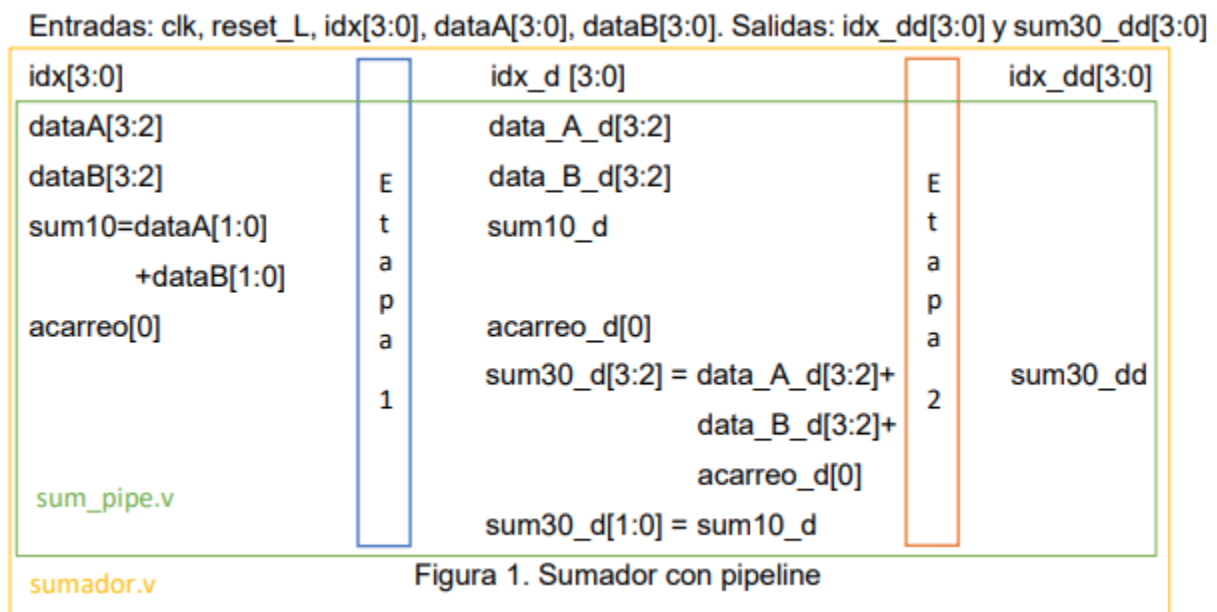 Entradas: clk, reset_L, idx[3:0], dataA[3:0], dataB[3:0]. Salidas: idx_dd[3:0] y sum30_dd[3:0]
idx[3:0] idx_d [3:0] idx_dd[3:0]
dataA[3:2] data_A_d[3:2]
dataB[3:2] data_B_d[3:2]
sum10=dataA[1:0] sum10_d
+dataB[1:0]
acarreo[0] acarreo_d[0]
sum30_d[3:2] = data_A_d[3:2]+ sum30_dd
data_B_d[3:2]+
acarreo_d[0]
sum30_d[1:0] = sum10_d
Etapa 1
Etapa 2
sum_pipe.v
sumador.v
Figura 1. Sumador con pipeline